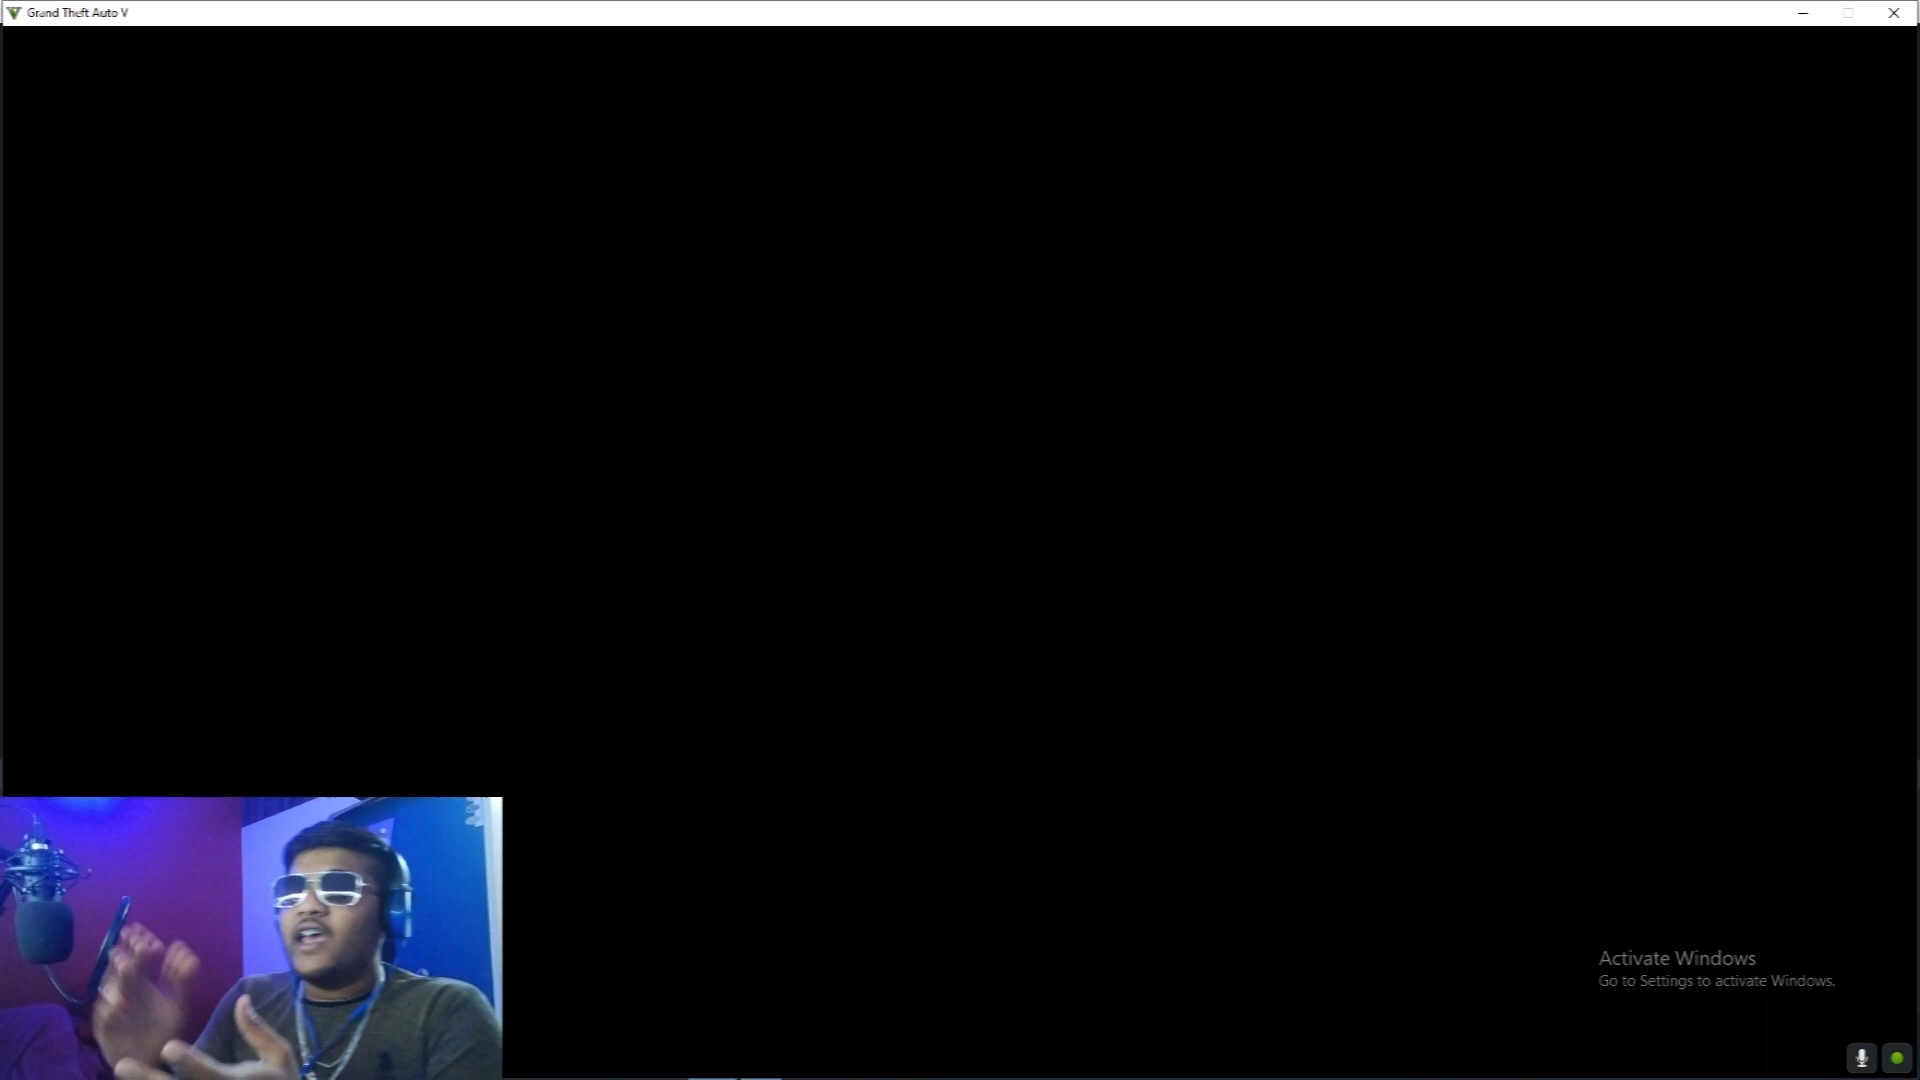 Grand Theft Auto V
Activate Windows
Go to Settings to activate Windows.